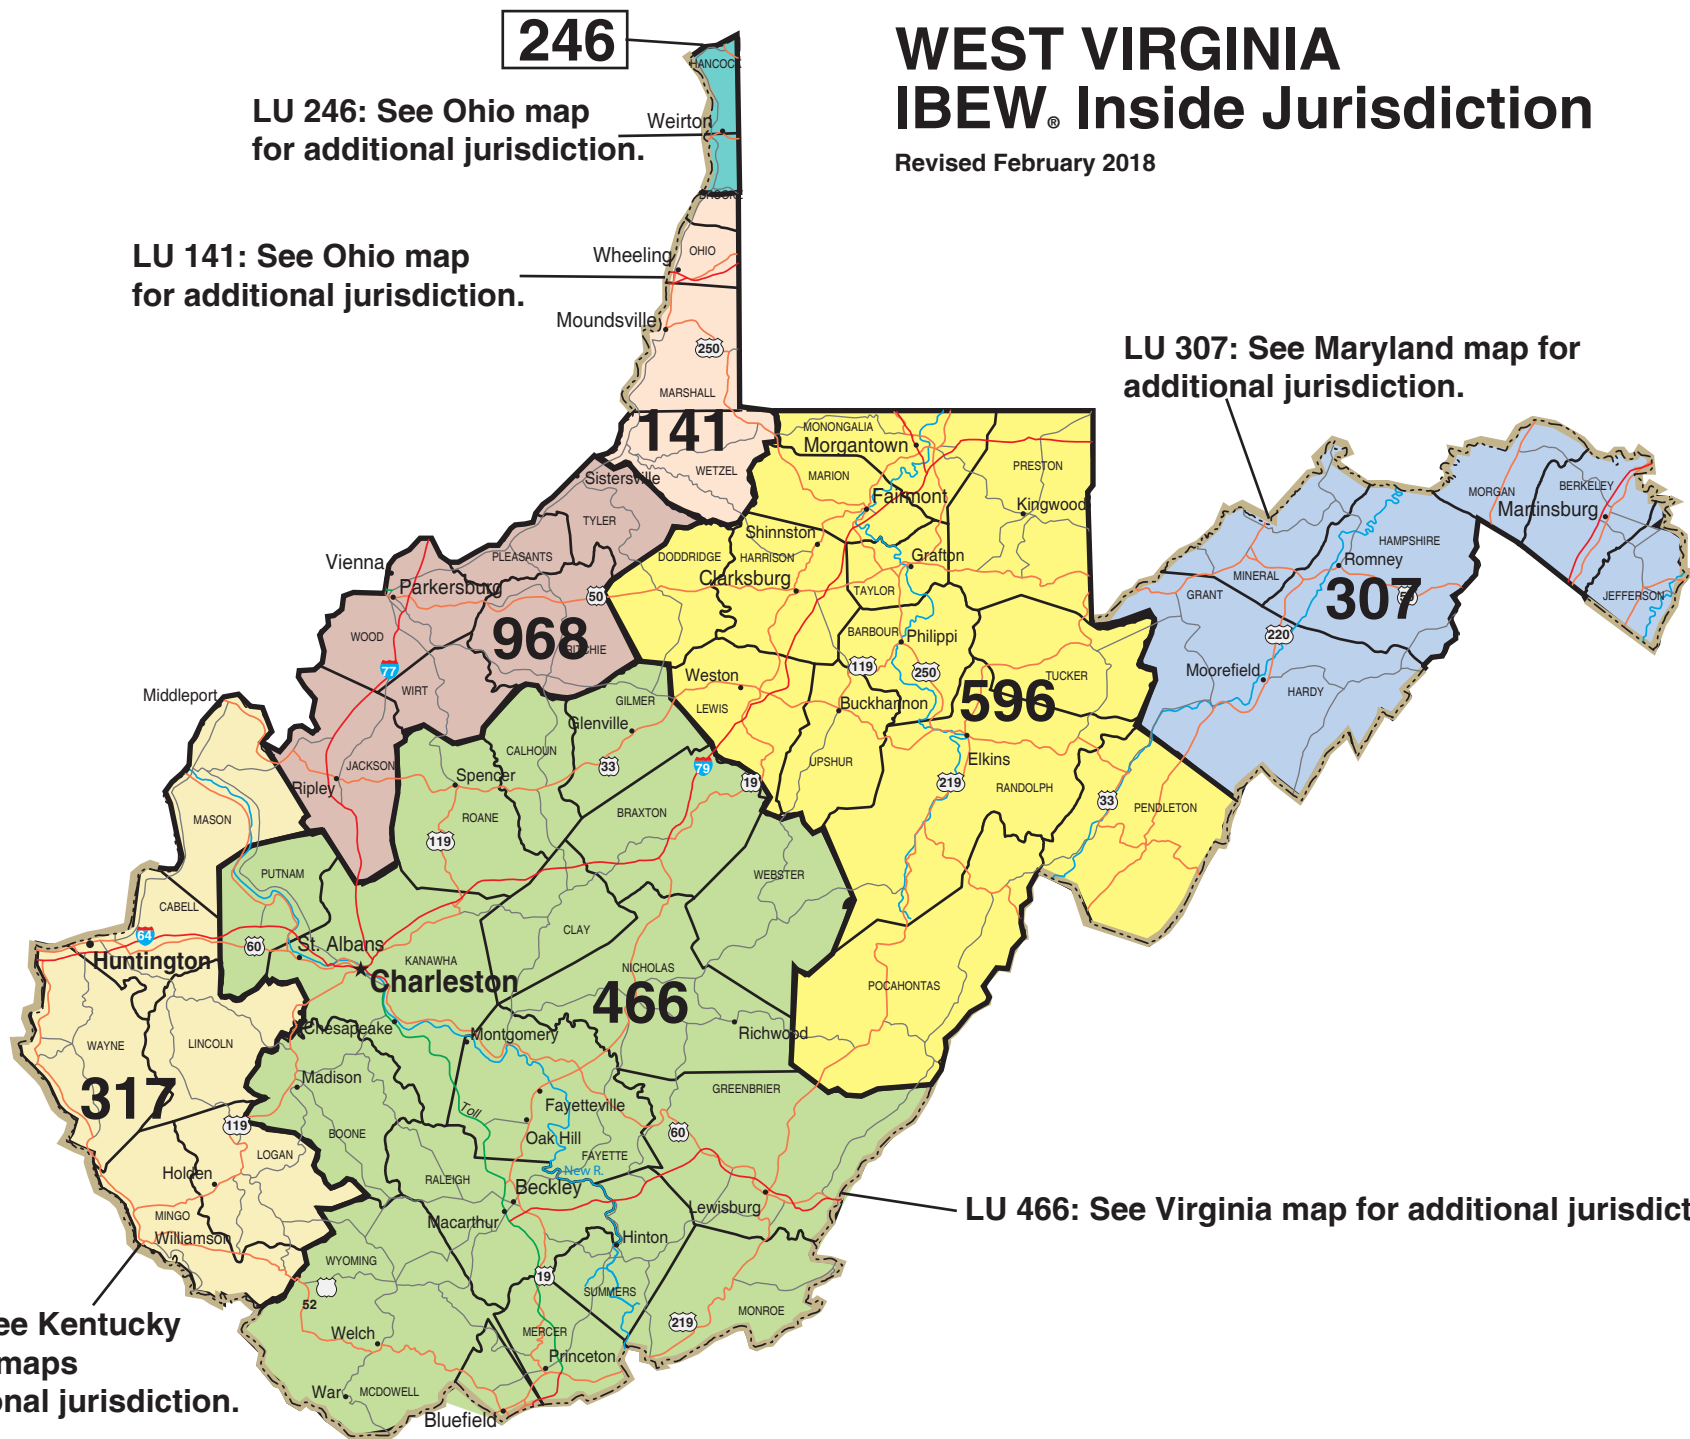 246
WEST VIRGINIA
IBEW® Inside Jurisdiction
Revised February 2018
LU 246: See Ohio map
for additional jurisdiction.
HANCOCK
Weirton
BROOKE
LU 141: See Ohio map
for additional jurisdiction.
Wheeling
OHIO
Moundsville
250
MARSHALL
141
WETZEL
LU 307: See Maryland map for
additional jurisdiction.
MONONGALIA
Morgantown
MARION
PRESTON
Fairmont
Kingwood
Sistersville
TYLER
Shinnston
PLEASANTS
DODDRIDGE
HARRISON
Grafton
Clarksburg
TAYLOR
Vienna
Parkersburg
50
WOOD
968
RITCHIE
BARBOUR
Philippi
119
250
77
WIRT
Weston
596
TUCKER
Middleport
GILMER
LEWIS
Buckhannon
Glenville
CALHOUN
JACKSON
Spencer
33
79
19
UPSHUR
Elkins
219
RANDOLPH
33
PENDLETON
Ripley
MASON
ROANE
BRAXTON
119
MORGAN
BERKELEY
Martinsburg
HAMPSHIRE
Romney
MINERAL
GRANT
307
50
JEFFERSON
220
Moorefield
HARDY
PUTNAM
WEBSTER
CABELL
64
60
CLAY
St. Albans
KANAWHA
Huntington
Charleston
NICHOLAS
466
POCAHONTAS
Chesapeake
Montgomery
Richwood
WAYNE
LINCOLN
317
Madison
GREENBRIER
Toll
Fayetteville
119
BOONE
Oak Hill
60
LOGAN
FAYETTE
Holden
New R.
RALEIGH
Beckley
Lewisburg
LU 466: See Virginia map for additional jurisdict
MINGO
Macarthur
Williamson
Hinton
WYOMING
19
SUMMERS
52
MONROE
219
ee Kentucky
maps
onal jurisdiction.
Welch
MERCER
Princeton
War
MCDOWELL
Bluefield